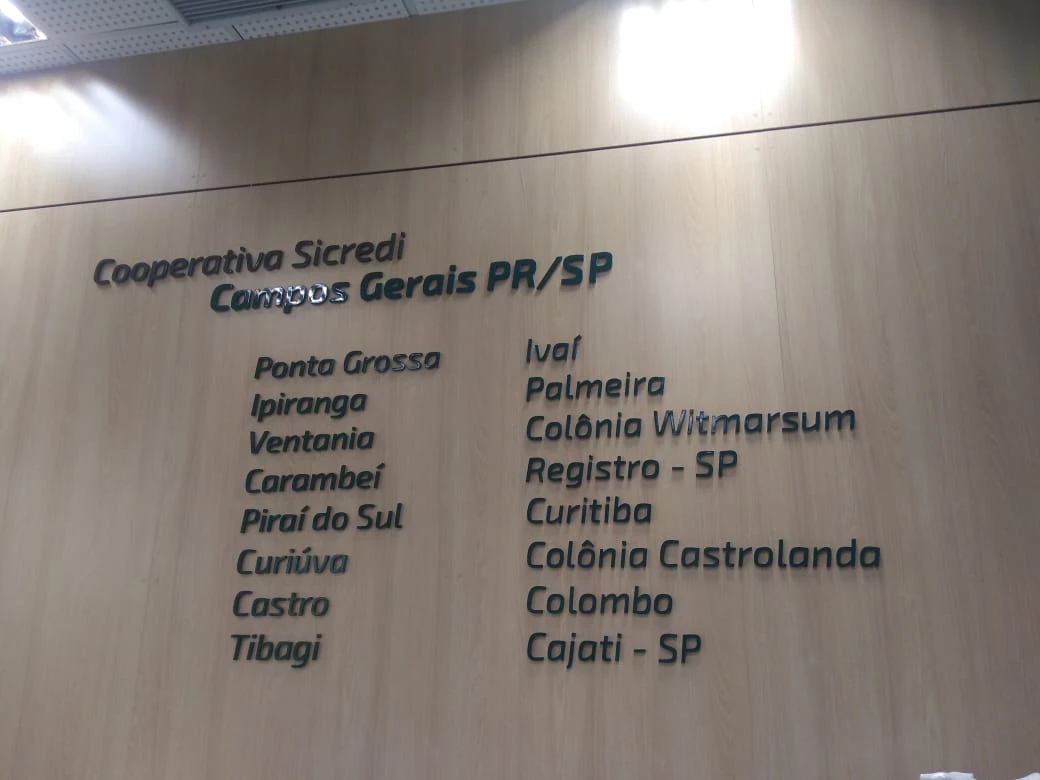 Cooperativa Sicredi
Campos Gerais PR/SP
Ponta Grossa
Ipiranga
Ventania
Carambeí
Piraí do Sul
Curiúva
Castro
Tibagi
Ivaí
Palmeira
Colônia Witmarsum
Registro - SP
Curitiba
Colônia Castrolanda
Colombo
Cajati - SP